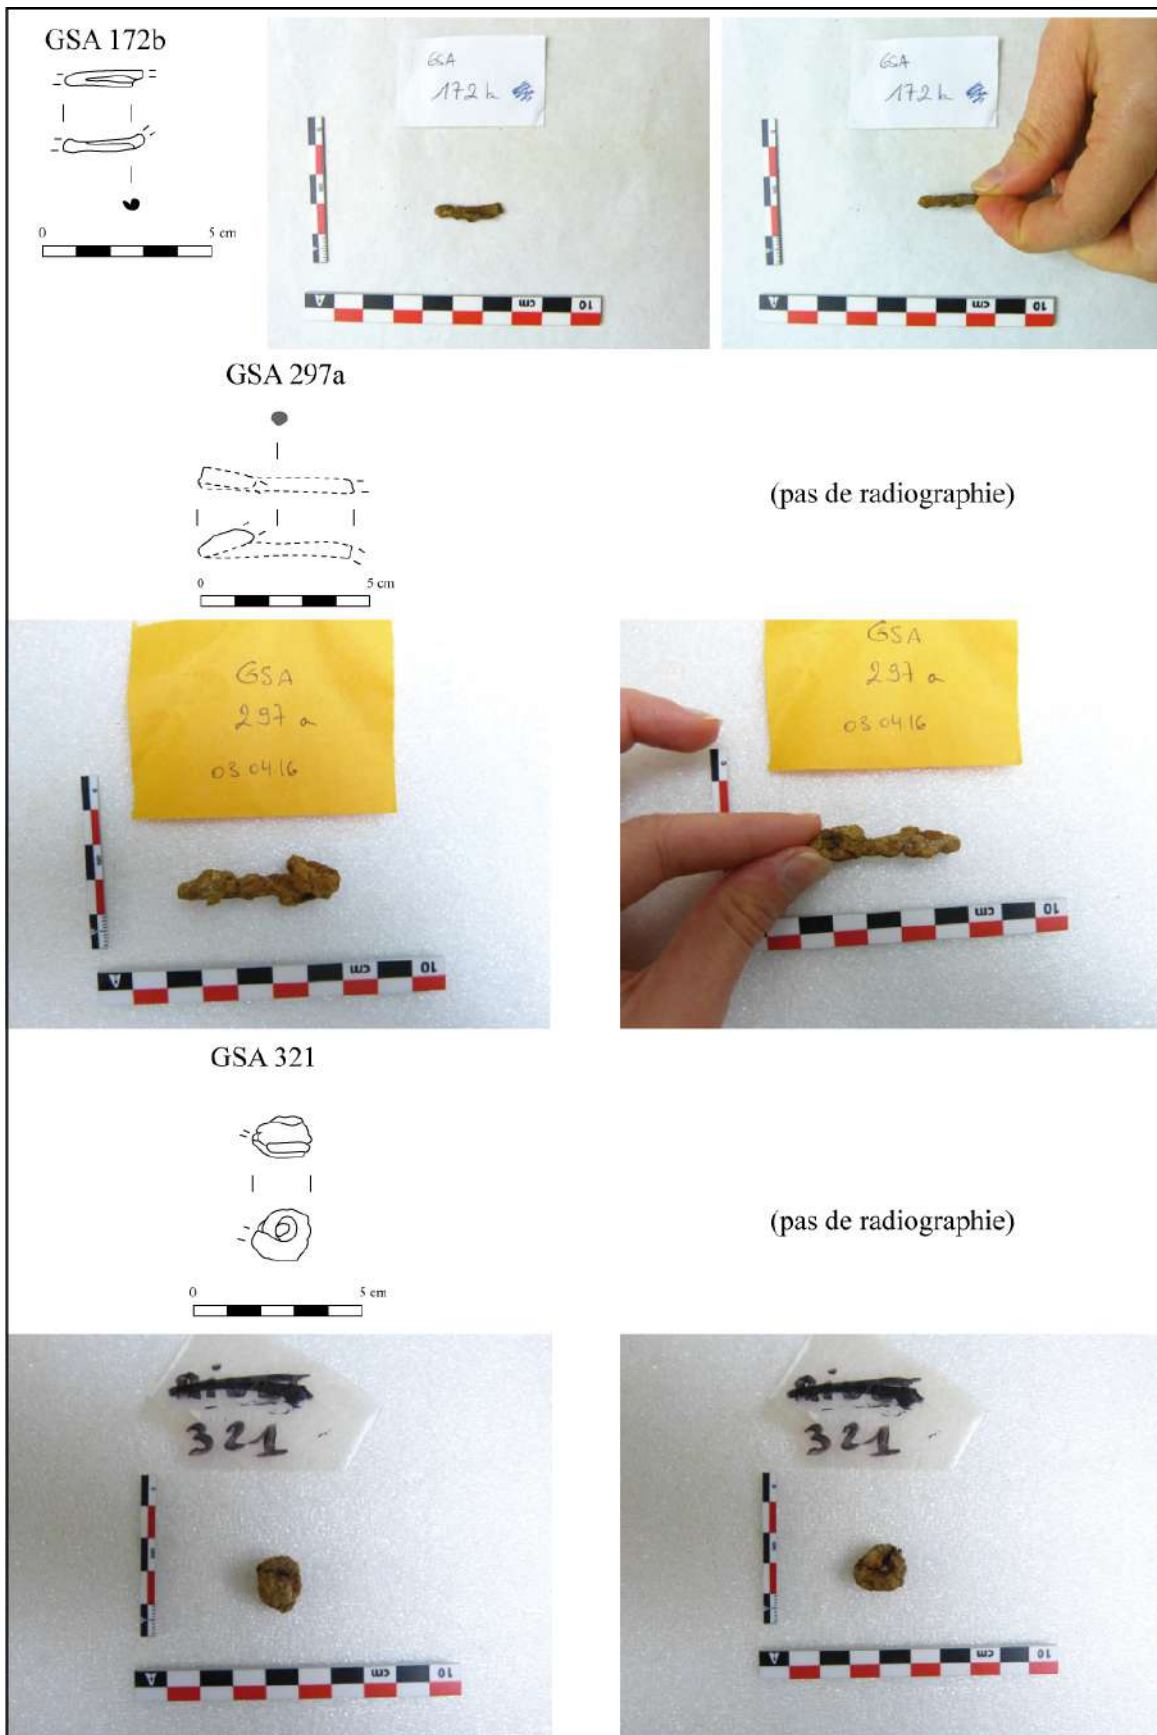 GSA 172b
0 5 cm
GSA
172 b
cm 10
A
GSA
172 b
cm 10
A
GSA 297a
(pas de radiographie)
0 5 cm
GSA
297 a
03.04.16
A cm 10
GSA
297 a
03.04.16
cm 10
GSA 321
(pas de radiographie)
0 5 cm
321
A cm 10
321
A cm 10